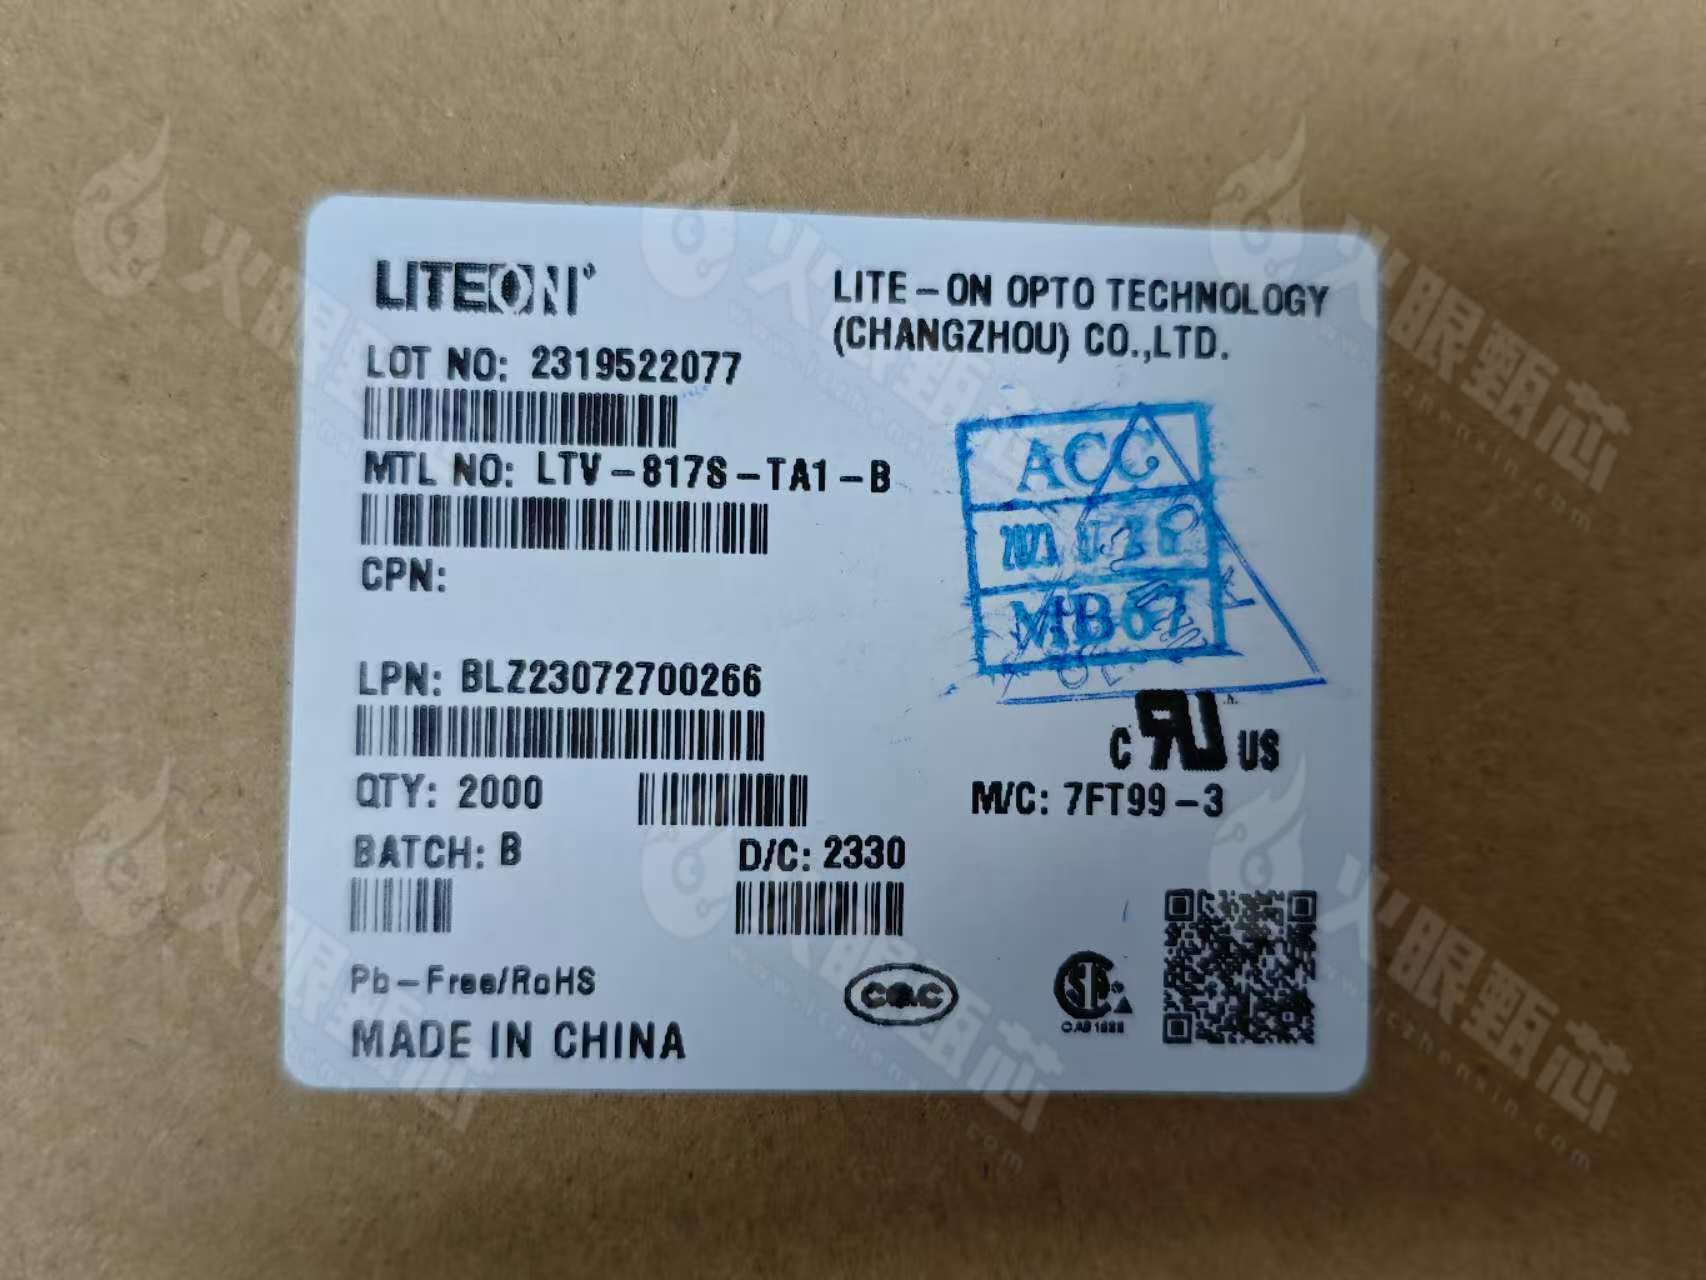 LITEON
LITE-ON OPTO TECHNOLOGY
(CHANGZHOU) CO.,LTD.
LOT NO: 2319522077
MTL NO: LTV-817S-TA1-B
CPN:
ACC
MB67
LPN: BLZ23072700266
QTY: 2000
C RU US
M/C: 7FT99-3
BATCH: B
D/C: 2330
Pb-Free/RoHS
MADE IN CHINA
CQC
火眼甄芯